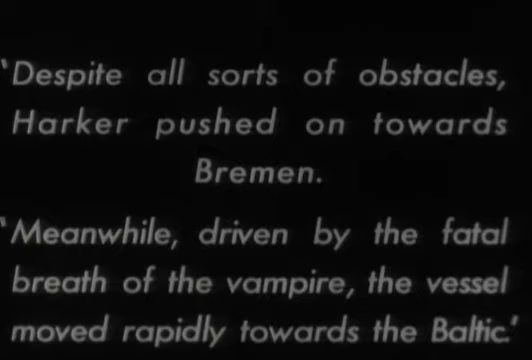 'Despite all sorts of obstacles,
Harker pushed on towards
Bremen.
'Meanwhile, driven by the fatal
breath of the vampire, the vessel
moved rapidly towards the Baltic.'